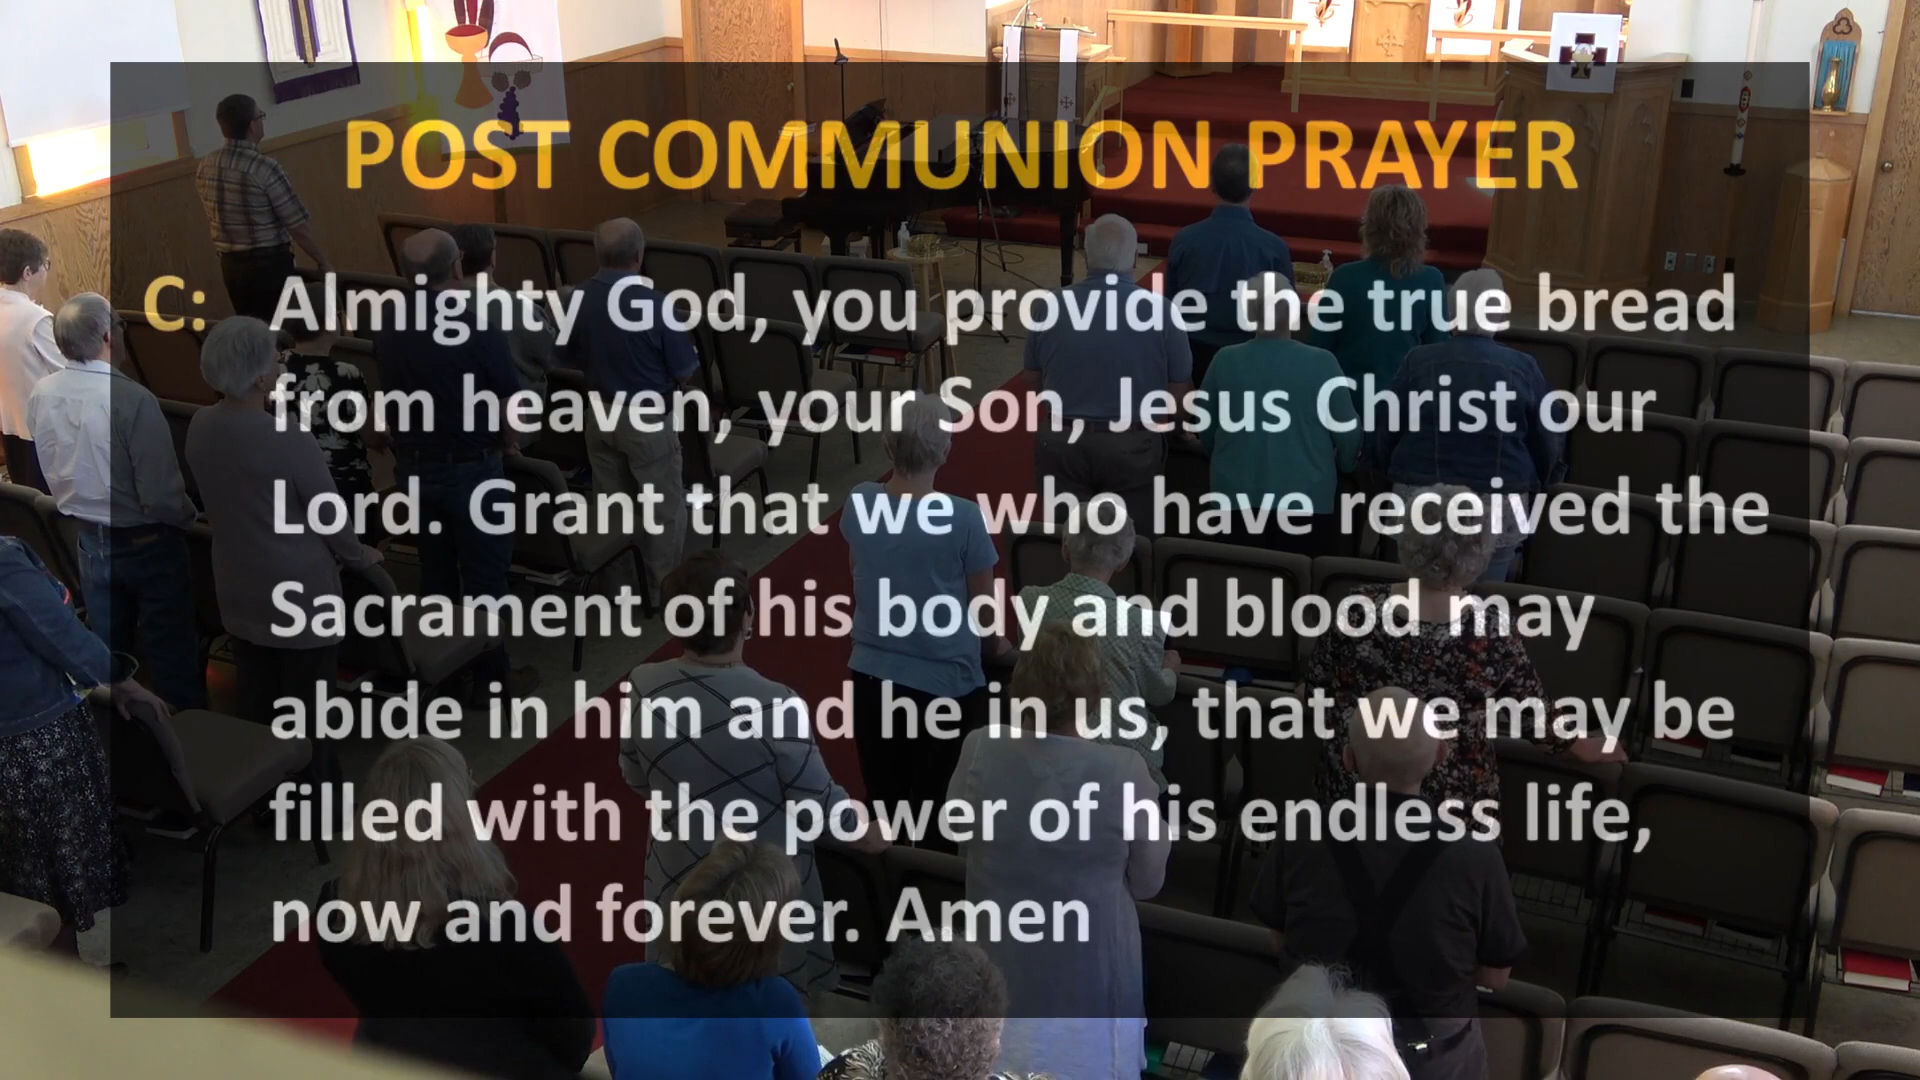 POST COMMUNION PRAYER
C: Almighty God, you provide the true bread
from heaven, your Son, Jesus Christ our
Lord. Grant that we who have received the
Sacrament of his body and blood may
abide in him and he in us, that we may be
filled with the power of his endless life,
now and forever. Amen